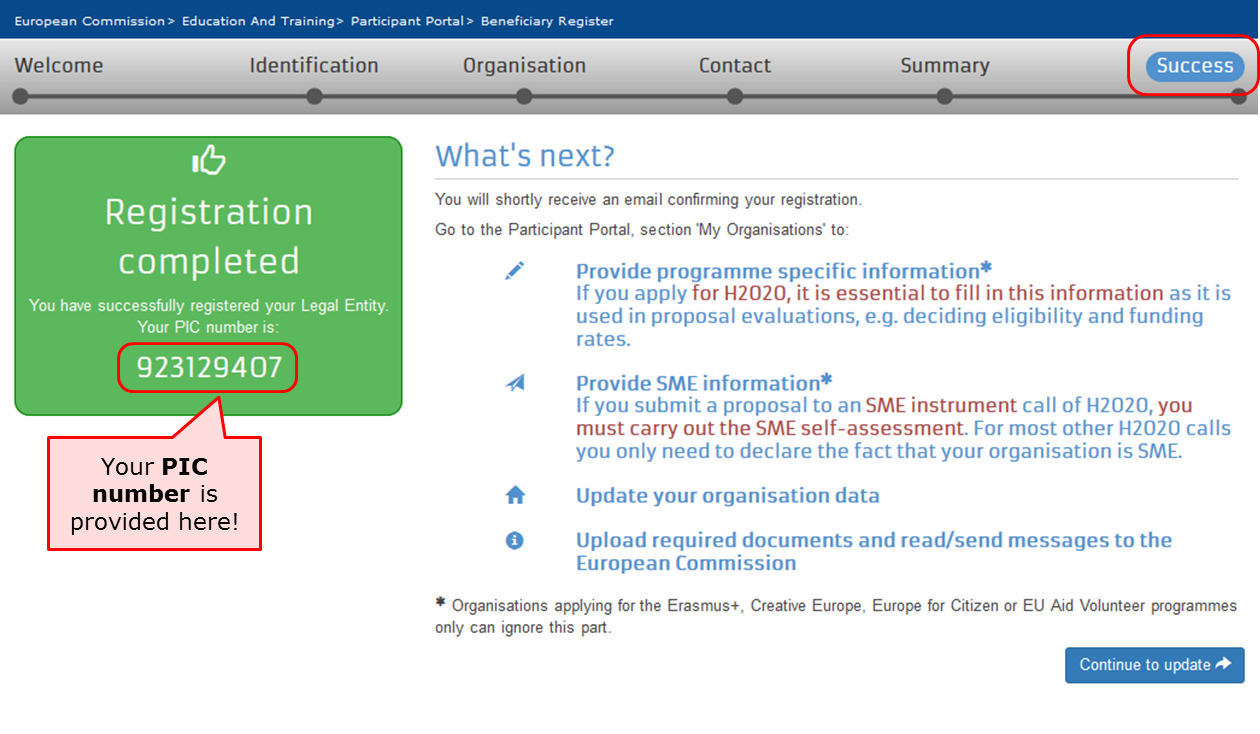 European Commission> Education And Training> Participant Portal> Beneficiary Register
Welcome
Identification
Organisation
Contact
Summary
Success
Registration
completed
You have successfully registered your Legal Entity.
Your PIC number is:
923129407
Your PIC
number is
provided here!
What's next?
You will shortly receive an email confirming your registration.
Go to the Participant Portal, section 'My Organisations' to:
Provide programme specific information*
If you apply for H2020, it is essential to fill in this information as it is
used in proposal evaluations, e.g. deciding eligibility and funding
rates.
Provide SME information*
If you submit a proposal to an SME instrument call of H2020, you
must carry out the SME self-assessment. For most other H2020 calls
you only need to declare the fact that your organisation is SME.
Update your organisation data
Upload required documents and read/send messages to the
European Commission
* Organisations applying for the Erasmus+, Creative Europe, Europe for Citizen or EU Aid Volunteer programmes
only can ignore this part.
Continue to update